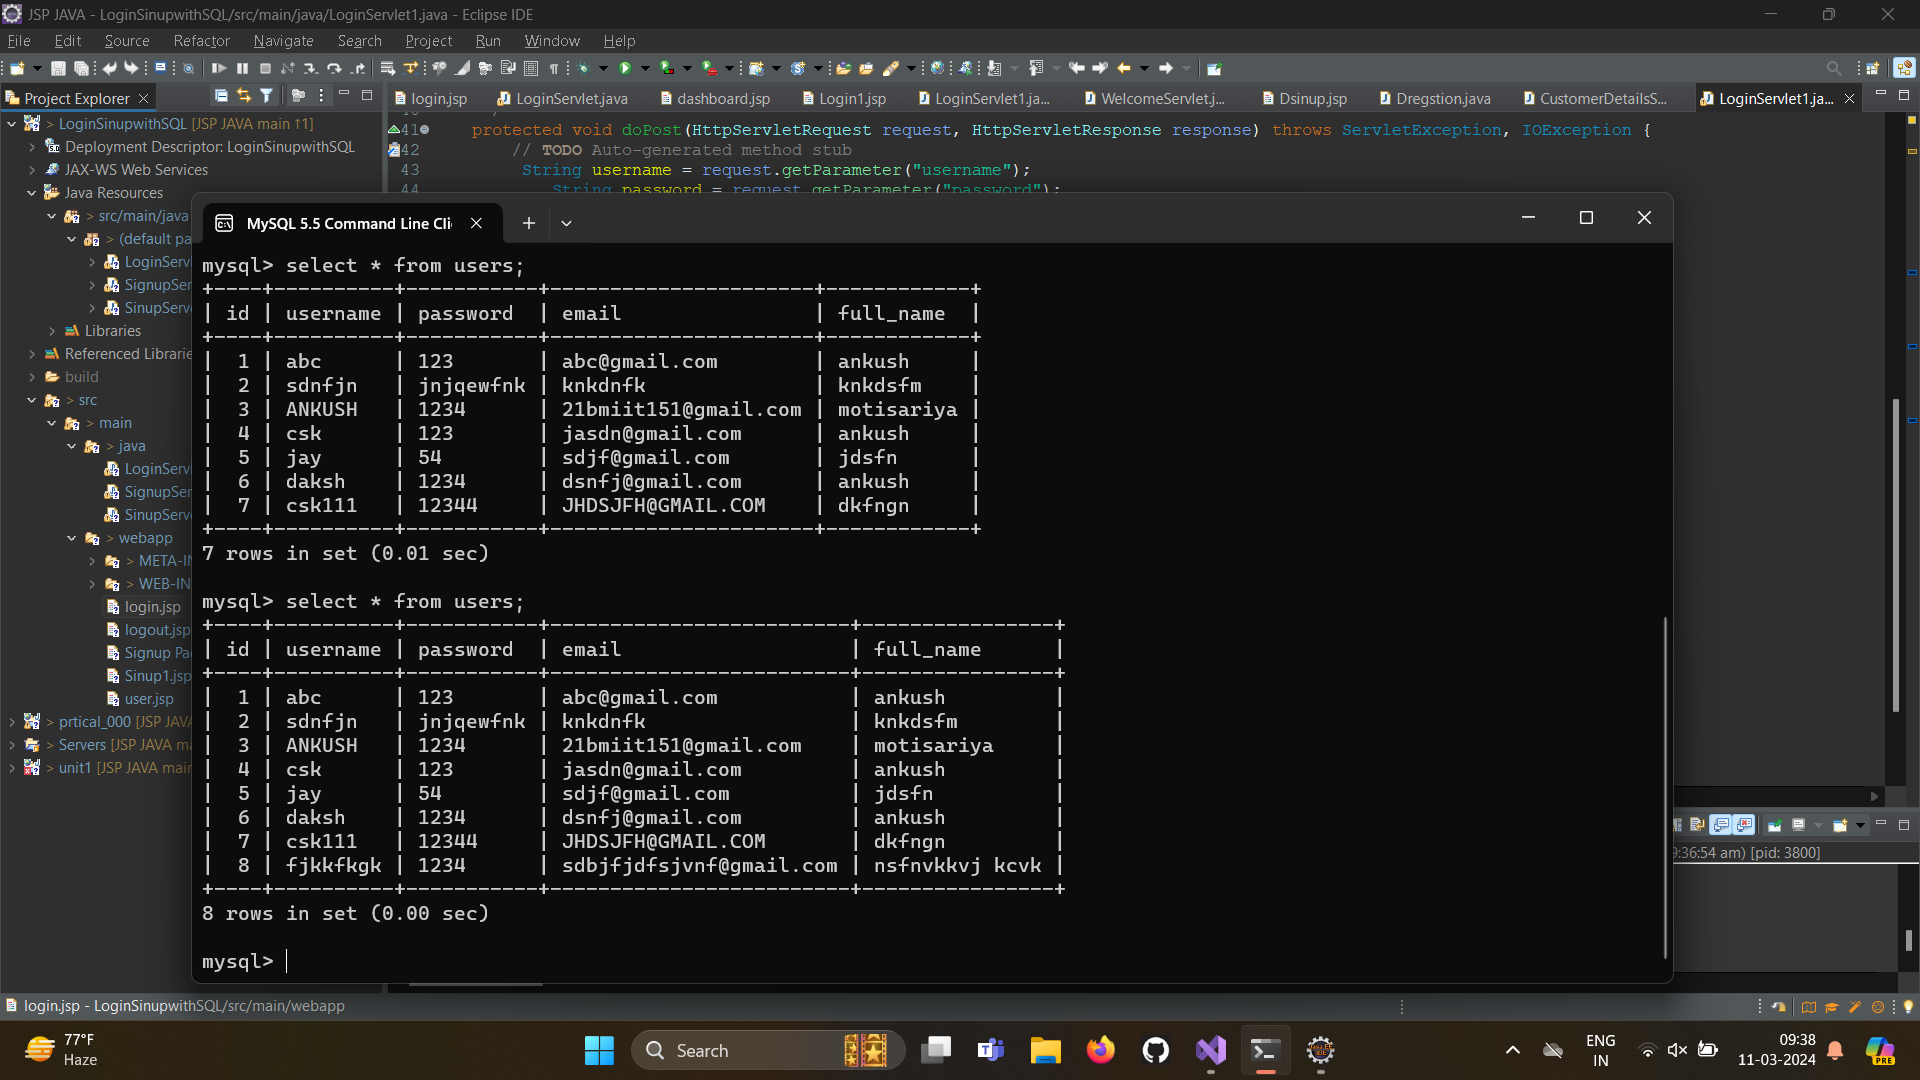 JSP JAVA - LoginSinupwithSQL/src/main/java/LoginServlet1.java - Eclipse IDE
File Edit Source Refactor Navigate Search Project Run Window Help
Project Explorer
login.jsp LoginServlet.java dashboard.jsp Login1.jsp LoginServlet1.ja... WelcomeServlet.j... Dsinup.jsp Dregstion.java CustomerDetailsS... LoginServlet1.ja...
> LoginSinupwithSQL [JSP JAVA main ↑1]
Deployment Descriptor: LoginSinupwithSQL
JAX-WS Web Services
Java Resources
> src/main/java
> (default pa
LoginServ
SignupSer
SinupServ
Libraries
Referenced Librarie
build
> src
> main
> java
LoginServ
SignupSer
SinupServ
> webapp
> META-IN
> WEB-IN
login.jsp
logout.jsp
Signup Pa
Sinup1.jsp
user.jsp
> prtical_000 [JSP JAVA
> Servers [JSP JAVA ma
> unit1 [JSP JAVA main
41 protected void doPost(HttpServletRequest request, HttpServletResponse response) throws ServletException, IOException {
42 // TODO Auto-generated method stub
43 String username = request.getParameter("username");
44 String password = request.getParameter("password");
MySQL 5.5 Command Line Cli
mysql> select * from users;
+----+----------+-----------+----------------------+------------+
| id | username | password | email | full_name |
+----+----------+-----------+----------------------+------------+
| 1 | abc | 123 | abc@gmail.com | ankush |
| 2 | sdnfjn | jnjqewfnk | knkdnfk | knkdsfm |
| 3 | ANKUSH | 1234 | 21bmiit151@gmail.com | motisariya |
| 4 | csk | 123 | jasdn@gmail.com | ankush |
| 5 | jay | 54 | sdjf@gmail.com | jdsfn |
| 6 | daksh | 1234 | dsnfj@gmail.com | ankush |
| 7 | csk111 | 12344 | JHDSJFH@GMAIL.COM | dkfngn |
+----+----------+-----------+----------------------+------------+
7 rows in set (0.01 sec)
mysql> select * from users;
+----+----------+-----------+-------------------------+----------------+
| id | username | password | email | full_name |
+----+----------+-----------+-------------------------+----------------+
| 1 | abc | 123 | abc@gmail.com | ankush |
| 2 | sdnfjn | jnjqewfnk | knkdnfk | knkdsfm |
| 3 | ANKUSH | 1234 | 21bmiit151@gmail.com | motisariya |
| 4 | csk | 123 | jasdn@gmail.com | ankush |
| 5 | jay | 54 | sdjf@gmail.com | jdsfn |
| 6 | daksh | 1234 | dsnfj@gmail.com | ankush |
| 7 | csk111 | 12344 | JHDSJFH@GMAIL.COM | dkfngn |
| 8 | fjkkfkgk | 1234 | sdbjfjdfsjvnf@gmail.com | nsfnvkkvj kcvk |
+----+----------+-----------+-------------------------+----------------+
8 rows in set (0.00 sec)
mysql>
9:36:54 am) [pid: 3800]
login.jsp - LoginSinupwithSQL/src/main/webapp
77°F
Haze
Search
ENG
IN
09:38
11-03-2024
PRE